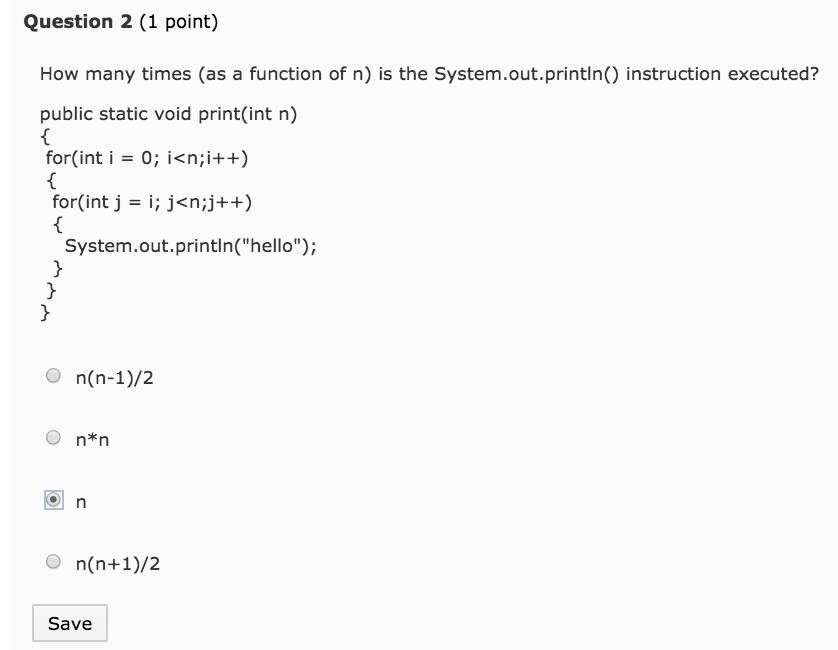 Question 2 (1 point)
How many times (as a function of n) is the System.out.println() instruction executed?
public static void print(int n)
{
for(int i = 0; i<n;i++)
{
for(int j = i; j<n;j++)
{
System.out.println("hello");
}
}
}
n(n-1)/2
n*n
n
n(n+1)/2
Save